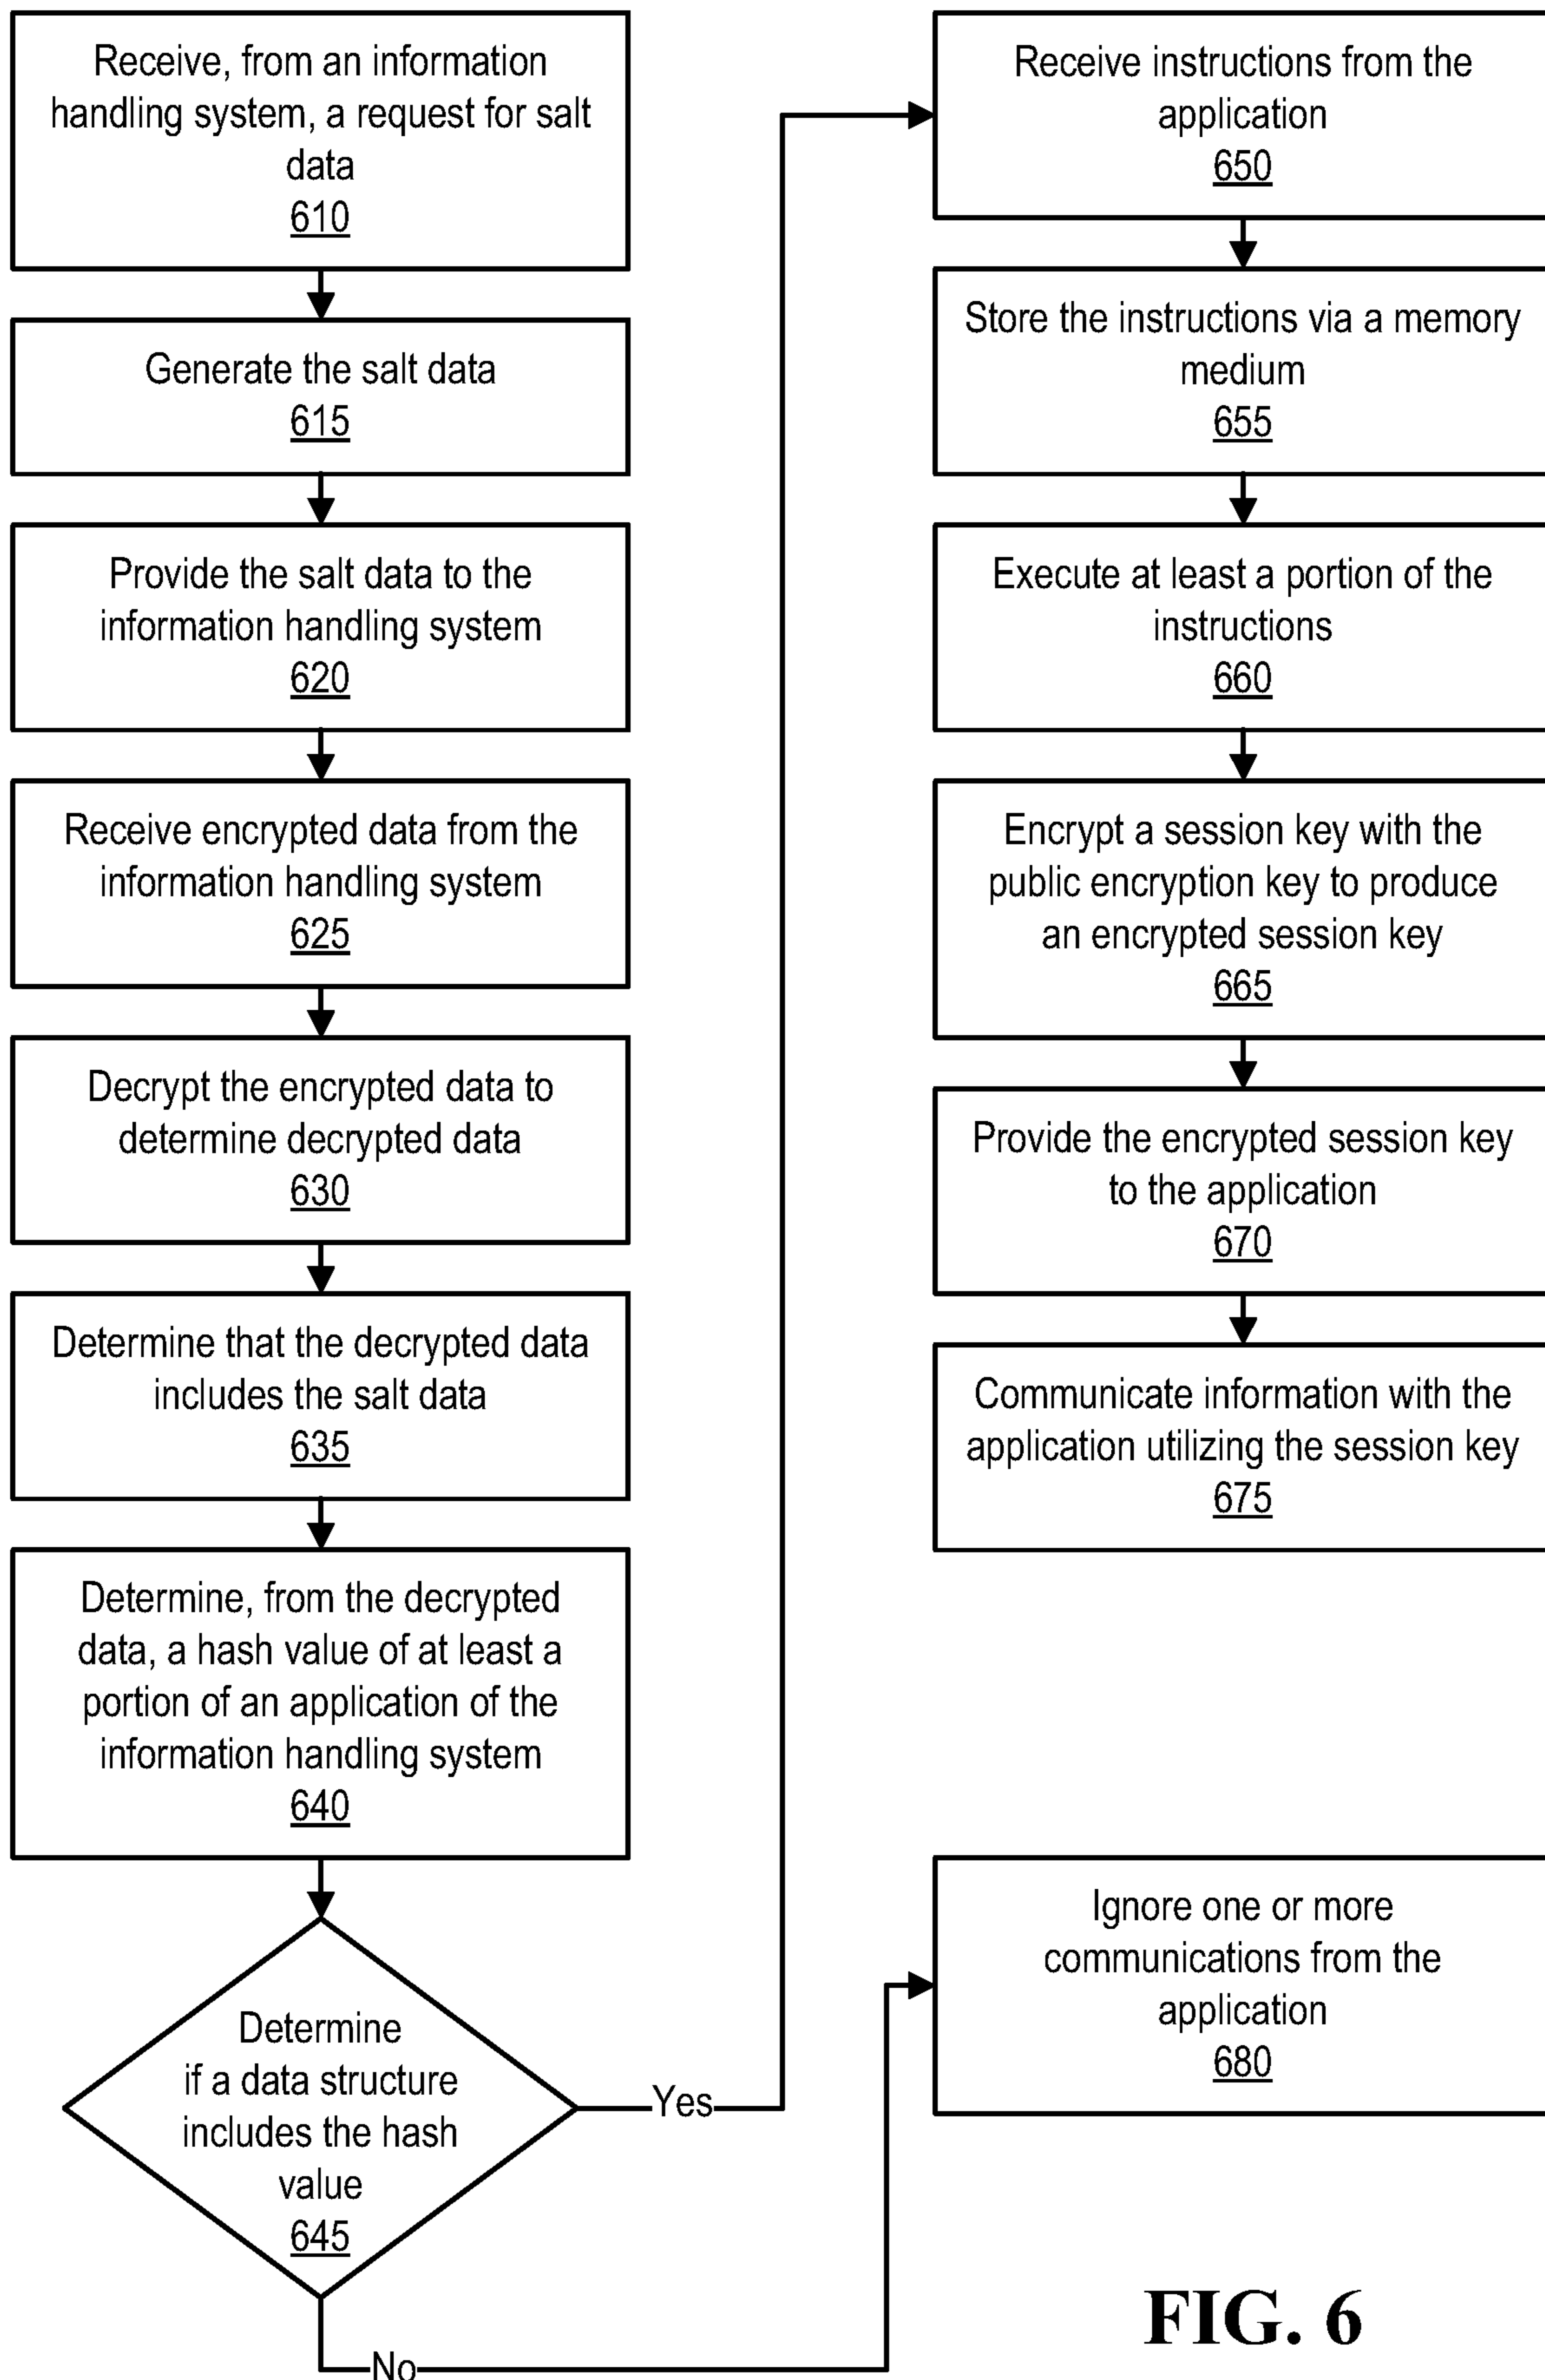 Receive, from an information
handling system, a request for salt
data
610
Generate the salt data
615
Provide the salt data to the
information handling system
620
Receive encrypted data from the
information handling system
625
Decrypt the encrypted data to
determine decrypted data
630
Determine that the decrypted data
includes the salt data
635
Determine, from the decrypted
data, a hash value of at least a
portion of an application of the
information handling system
640
Determine
if a data structure
includes the hash
value
645
Yes
No
Receive instructions from the
application
650
Store the instructions via a memory
medium
655
Execute at least a portion of the
instructions
660
Encrypt a session key with the
public encryption key to produce
an encrypted session key
665
Provide the encrypted session key
to the application
670
Communicate information with the
application utilizing the session key
675
Ignore one or more
communications from the
application
680
FIG. 6